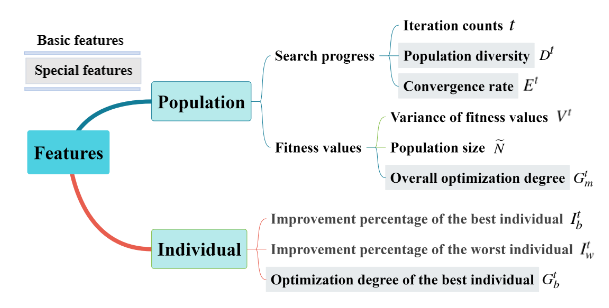 Basic features
Special features
Features
Population
Search progress
Iteration counts t
Population diversity D^t
Convergence rate E^t
Fitness values
Variance of fitness values V^t
Population size Ñ
Overall optimization degree G_m^t
Individual
Improvement percentage of the best individual I_b^t
Improvement percentage of the worst individual I_w^t
Optimization degree of the best individual G_b^t